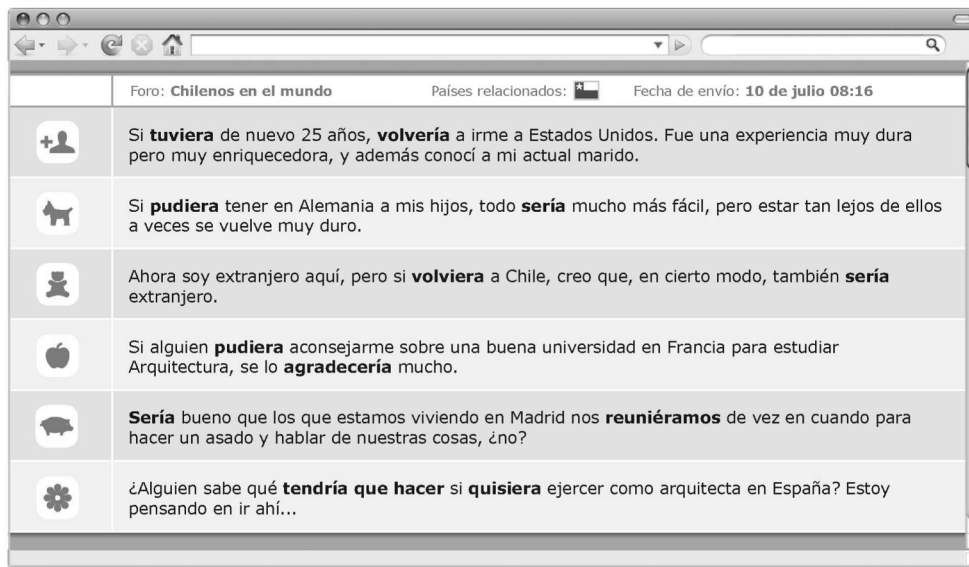 Foro: Chilenos en el mundo Países relacionados: Fecha de envío: 10 de julio 08:16
Si tuviera de nuevo 25 años, volvería a irme a Estados Unidos. Fue una experiencia muy dura
pero muy enriquecedora, y además conocí a mi actual marido.
Si pudiera tener en Alemania a mis hijos, todo sería mucho más fácil, pero estar tan lejos de ellos
a veces se vuelve muy duro.
Ahora soy extranjero aquí, pero si volviera a Chile, creo que, en cierto modo, también sería
extranjero.
Si alguien pudiera aconsejarme sobre una buena universidad en Francia para estudiar
Arquitectura, se lo agradecería mucho.
Sería bueno que los que estamos viviendo en Madrid nos reuniéramos de vez en cuando para
hacer un asado y hablar de nuestras cosas, ¿no?
¿Alguien sabe qué tendría que hacer si quisiera ejercer como arquitecta en España? Estoy
pensando en ir ahí...